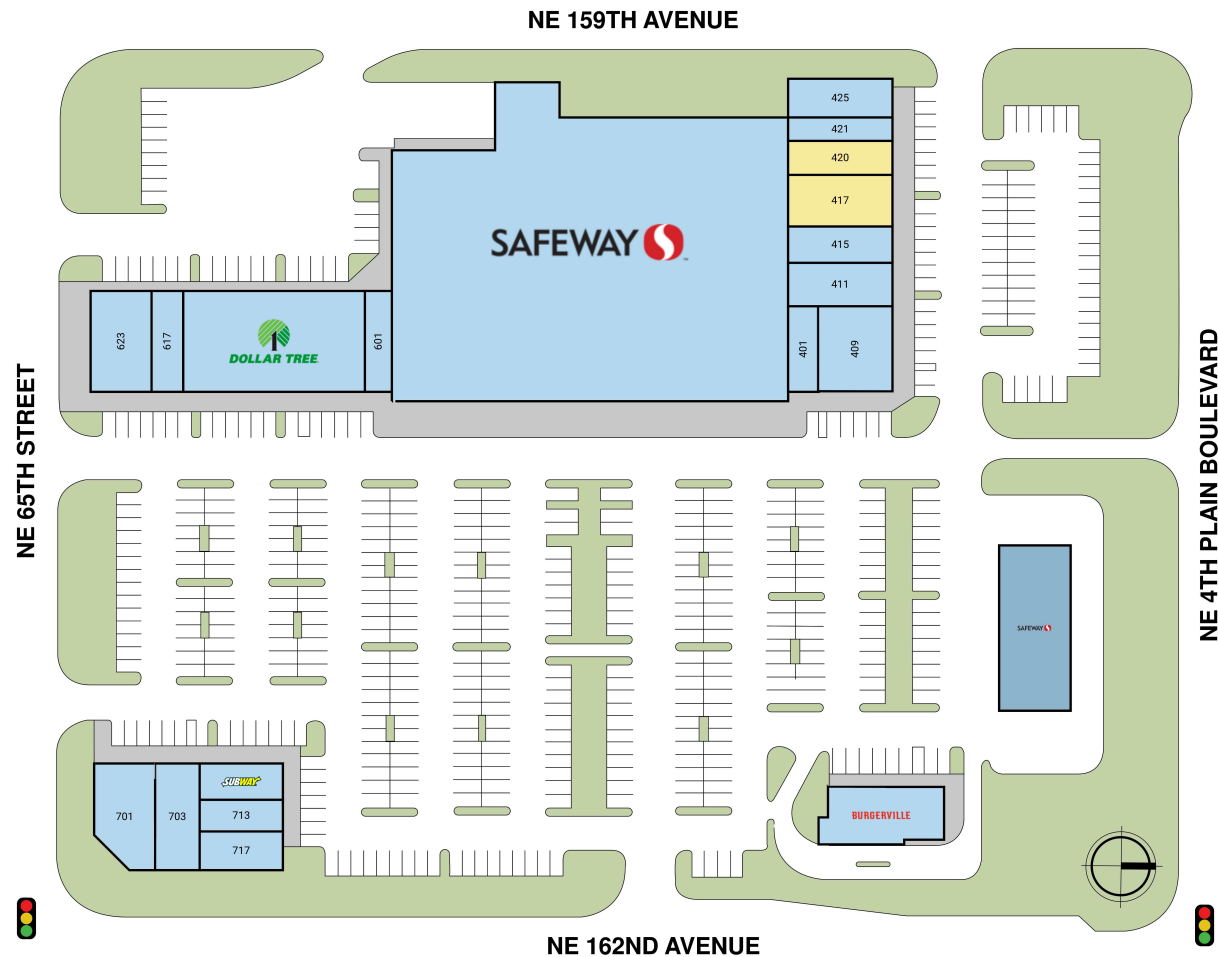 NE 159TH AVENUE
425
421
420
417
SAFEWAY
415
411
623
617
DOLLAR TREE
601
401
409
NE 65TH STREET
NE 4TH PLAIN BOULEVARD
SAFEWAY
SUBWAY
701
703
713
717
BURGERVILLE
NE 162ND AVENUE